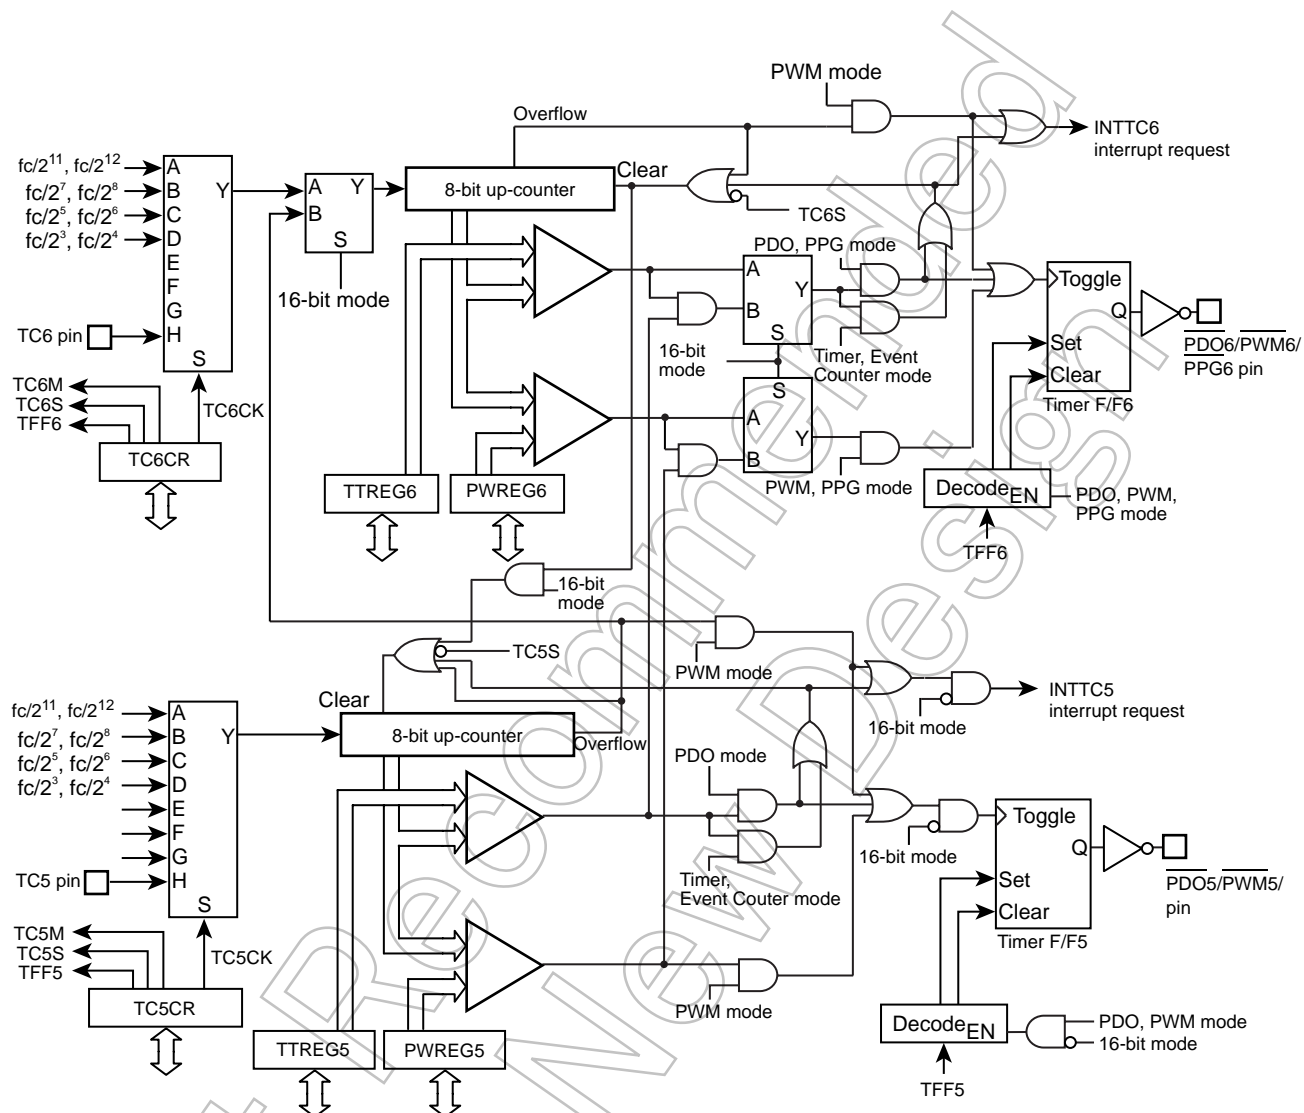 PWM mode
Overflow
INTTC6
interrupt request
fc/2¹¹, fc/2¹²
fc/2⁷, fc/2⁸
fc/2⁵, fc/2⁶
fc/2³, fc/2⁴
A
B
C
D
E
F
G
H
Y
S
TC6 pin
A
B
Y
S
16-bit mode
8-bit up-counter
Clear
TC6S
PDO, PPG mode
A
B
Y
S
16-bit
mode
Timer, Event
Counter mode
S
A
B
Y
PWM, PPG mode
Toggle
Q
Set
Clear
Timer F/F6
PDO6/PWM6/
PPG6 pin
TC6M
TC6S
TFF6
TC6CK
TC6CR
TTREG6
PWREG6
Decode EN
PDO, PWM,
PPG mode
TFF6
16-bit
mode
TC5S
PWM mode
INTTC5
interrupt request
16-bit mode
fc/2¹¹, fc/2¹²
fc/2⁷, fc/2⁸
fc/2⁵, fc/2⁶
fc/2³, fc/2⁴
A
B
C
D
E
F
G
H
Y
S
TC5 pin
Clear
8-bit up-counter
Overflow
PDO mode
Timer,
Event Couter mode
16-bit mode
Toggle
Q
Set
Clear
Timer F/F5
PDO5/PWM5/
pin
TC5M
TC5S
TFF5
TC5CK
TC5CR
TTREG5
PWREG5
PWM mode
Decode EN
PDO, PWM mode
16-bit mode
TFF5
Recommended
New Design